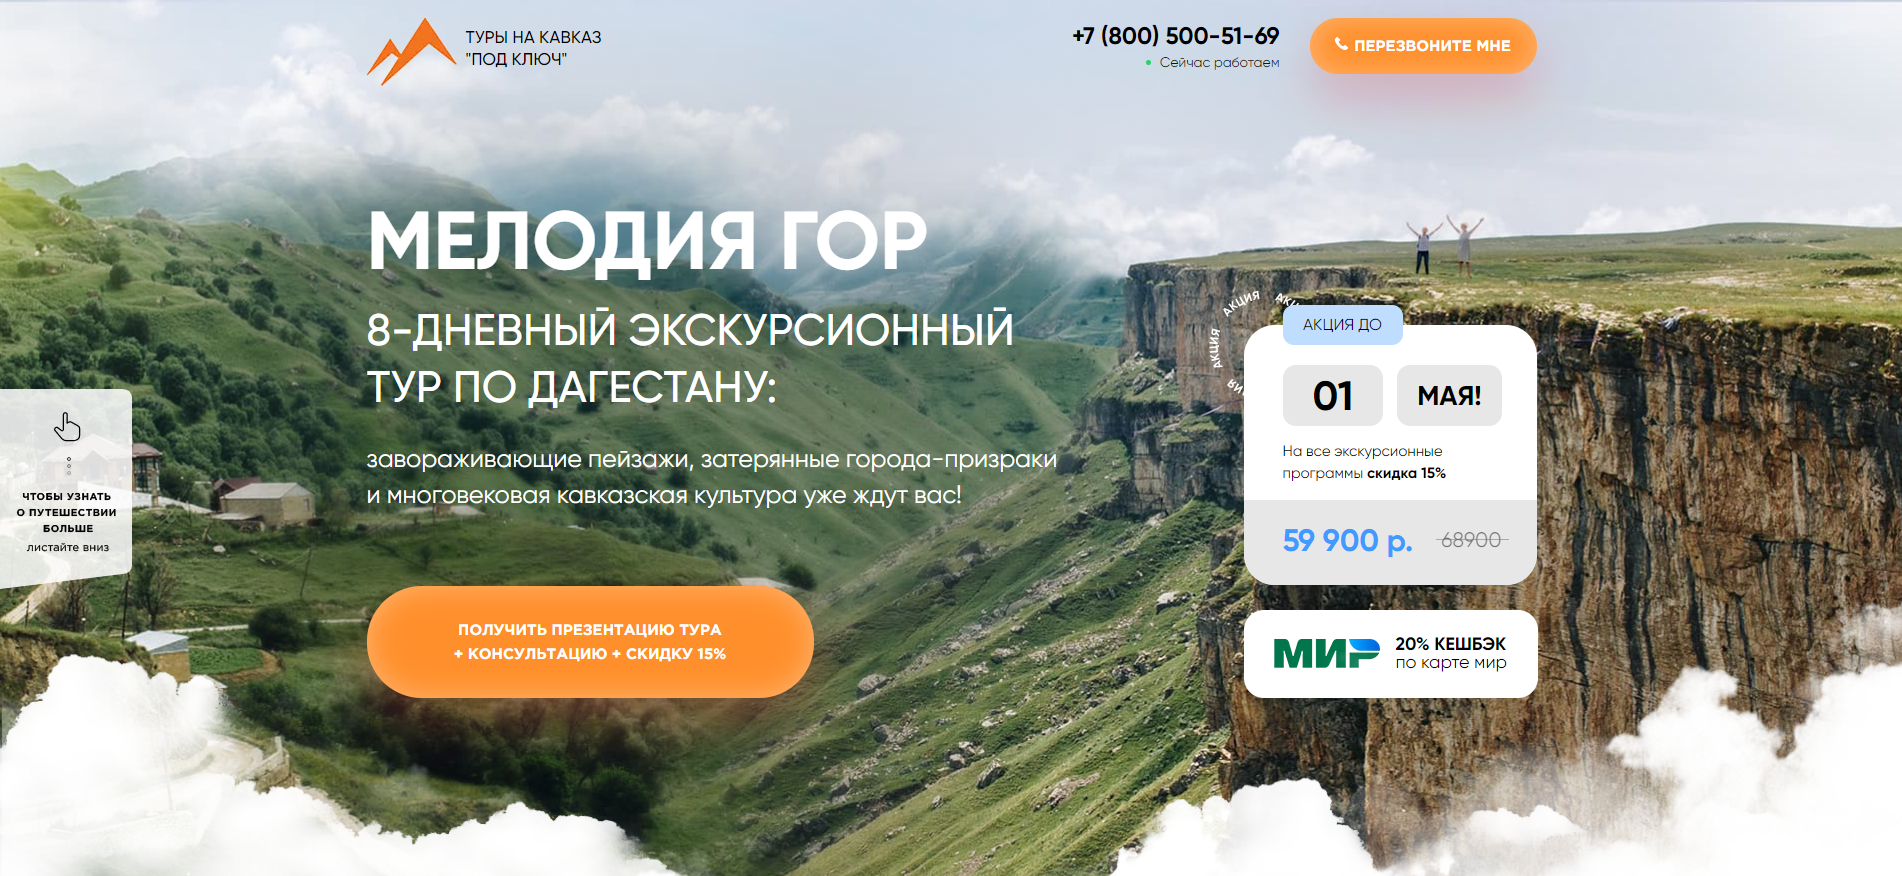 ТУРЫ НА КАВКАЗ
"ПОД КЛЮЧ"
+7 (800) 500-51-69
Сейчас работаем
ПЕРЕЗВОНИТЕ МНЕ
МЕЛОДИЯ ГОР
8-ДНЕВНЫЙ ЭКСКУРСИОННЫЙ
ТУР ПО ДАГЕСТАНУ:
завораживающие пейзажи, затерянные города-призраки
и многовековая кавказская культура уже ждут вас!
ЧТОБЫ УЗНАТЬ
О ПУТЕШЕСТВИИ
БОЛЬШЕ
листайте вниз
ПОЛУЧИТЬ ПРЕЗЕНТАЦИЮ ТУРА
+ КОНСУЛЬТАЦИЮ + СКИДКУ 15%
АКЦИЯ
АКЦИЯ
АКЦИЯ ДО
01 МАЯ!
На все экскурсионные
программы скидка 15%
59 900 р. 68900
МИР
20% КЕШБЭК
по карте мир